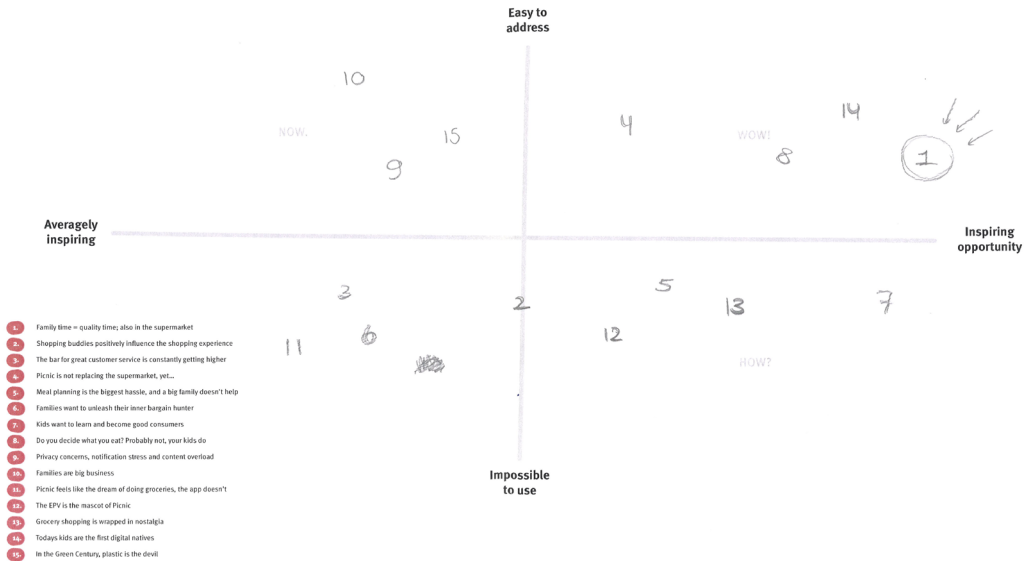 Easy to
address
10
NOW.
15
9
4
WOW!
14
8
1
Averagely
inspiring
Inspiring
opportunity
3
2
5
13
7
11
6
12
HOW?
Impossible
to use
1. Family time = quality time; also in the supermarket
2. Shopping buddies positively influence the shopping experience
3. The bar for great customer service is constantly getting higher
4. Picnic is not replacing the supermarket, yet...
5. Meal planning is the biggest hassle, and a big family doesn't help
6. Families want to unleash their inner bargain hunter
7. Kids want to learn and become good consumers
8. Do you decide what you eat? Probably not, your kids do
9. Privacy concerns, notification stress and content overload
10. Families are big business
11. Picnic feels like the dream of doing groceries, the app doesn't
12. The EPV is the mascot of Picnic
13. Grocery shopping is wrapped in nostalgia
14. Todays kids are the first digital natives
15. In the Green Century, plastic is the devil